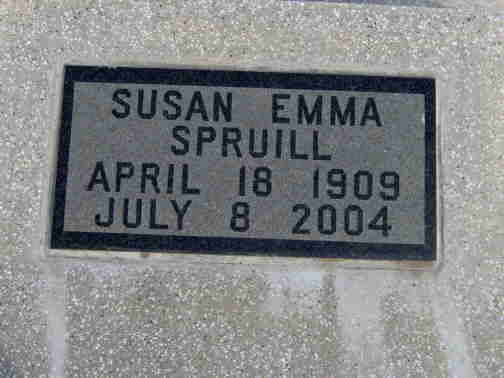 SUSAN EMMA
SPRUILL
APRIL 18 1909
JULY 8 2004